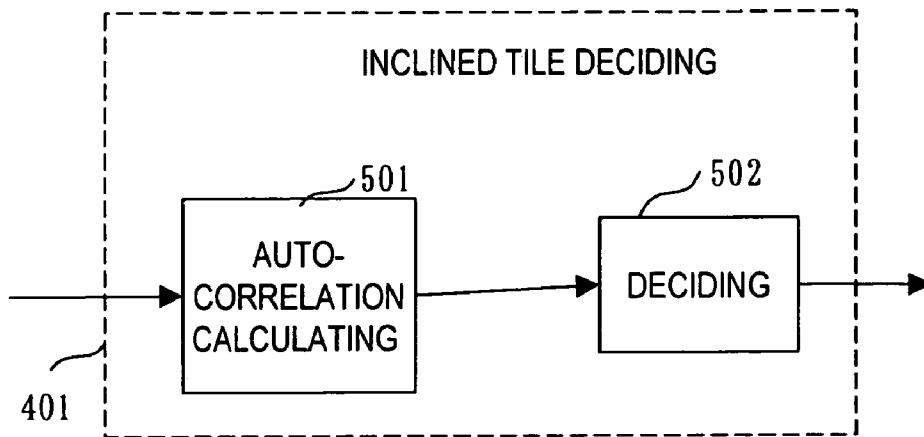 INCLINED TILE DECIDING
501
502
AUTO-
CORRELATION
CALCULATING
DECIDING
401